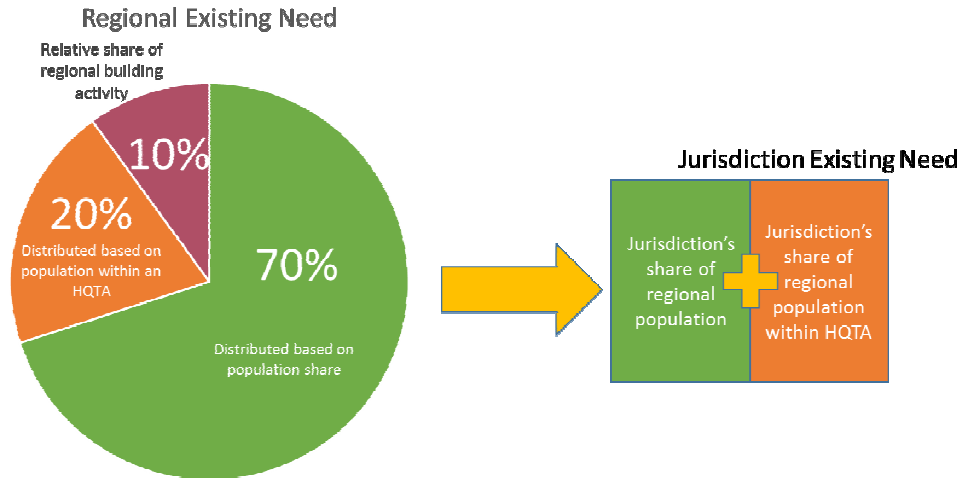 Regional Existing Need
Relative share of
regional building
activity
10%
20%
Distributed based on
population within an
HQTA
70%
Distributed based on
population share
Jurisdiction Existing Need
Jurisdiction's
share of
regional
population
Jurisdiction's
share of
regional
population
within HQTA